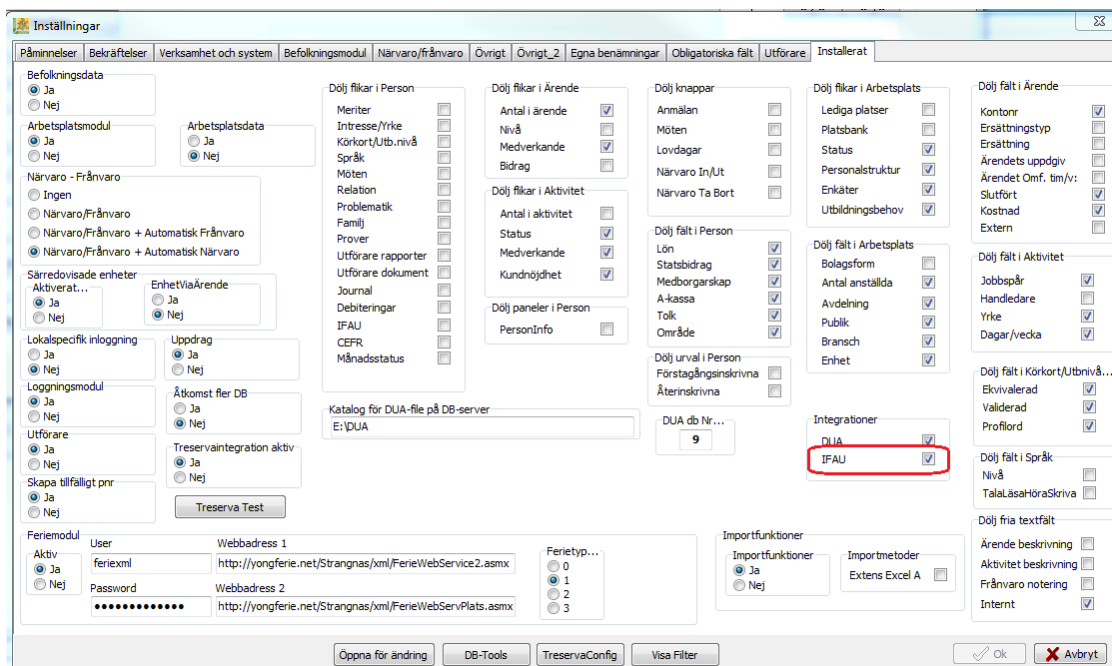 Inställningar
Påminnelser Bekräftelser Verksamhet och system Befolkningsmodul Närvaro/frånvaro Övrigt Övrigt_2 Egna benämningar Obligatoriska fält Utförare Installerat
Befolkningsdata
Ja
Nej
Arbetsplatsmodul
Ja
Nej
Arbetsplatsdata
Ja
Nej
Närvaro - Frånvaro
Ingen
Närvaro/Frånvaro
Närvaro/Frånvaro + Automatisk Frånvaro
Närvaro/Frånvaro + Automatisk Närvaro
Särredovisade enheter
Aktiverat...
Ja
Nej
EnhetViaÄrende
Ja
Nej
Lokalspecifik inloggning
Ja
Nej
Uppdrag
Ja
Nej
Loggningsmodul
Ja
Nej
Åtkomst fler DB
Ja
Nej
Utförare
Ja
Nej
Treservaintegration aktiv
Ja
Nej
Skapa tillfälligt pnr
Ja
Nej
Treserva Test
Dölj flikar i Person
Meriter
Intresse/Yrke
Körkort/Utb.nivå
Språk
Möten
Relation
Problematik
Familj
Prover
Utförare rapporter
Utförare dokument
Journal
Debiteringar
IFAU
CEFR
Månadsstatus
Dölj flikar i Ärende
Antal i ärende
Nivå
Medverkande
Bidrag
Dölj flikar i Aktivitet
Antal i aktivitet
Status
Medverkande
Kundnöjdhet
Dölj paneler i Person
PersonInfo
Dölj knappar
Anmälan
Möten
Lovdagar
Närvaro In/Ut
Närvaro Ta Bort
Dölj fält i Person
Lön
Statsbidrag
Medborgarskap
A-kassa
Tolk
Område
Dölj urval i Person
Förstagångsinskrivna
Återinskrivna
Katalog för DUA-file på DB-server
E:\DUA
DUA db Nr...
9
Dölj flikar i Arbetsplats
Lediga platser
Platsbank
Status
Personalstruktur
Enkäter
Utbildningsbehov
Dölj fält i Arbetsplats
Bolagsform
Antal anställda
Avdelning
Publik
Bransch
Enhet
Integrationer
DUA
IFAU
Dölj fält i Ärende
Kontonr
Ersättningstyp
Ersättning
Ärendets uppdgiv
Ärendet Omf. tim/v:
Slutfört
Kostnad
Extern
Dölj fält i Aktivitet
Jobbspår
Handledare
Yrke
Dagar/vecka
Dölj fält i Körkort/Utbnivå...
Ekvivalerad
Validerad
Profilord
Dölj fält i Språk
Nivå
TalaLäsaHöraSkriva
Dölj fria textfält
Ärende beskrivning
Aktivitet beskrivning
Frånvaro notering
Internt
Feriemodul
Aktiv
Ja
Nej
User
feriexml
Password
Webbadress 1
http://yongferie.net/Strangnas/xml/FerieWebService2.asmx
Webbadress 2
http://yongferie.net/Strangnas/xml/FerieWebServPlats.asmx
Ferietyp...
0
1
2
3
Importfunktioner
Importfunktioner
Ja
Nej
Importmetoder
Extens Excel A
Öppna för ändring
DB-Tools
TreservaConfig
Visa Filter
Ok
Avbryt